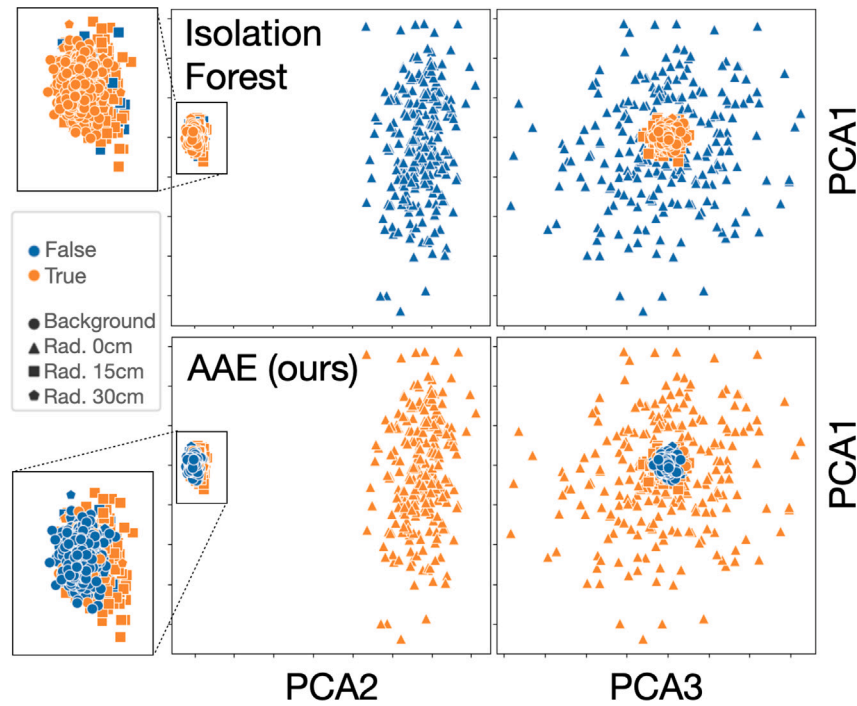 Isolation
Forest
PCA1
False
True
Background
Rad. 0cm
Rad. 15cm
Rad. 30cm
AAE (ours)
PCA1
PCA2
PCA3